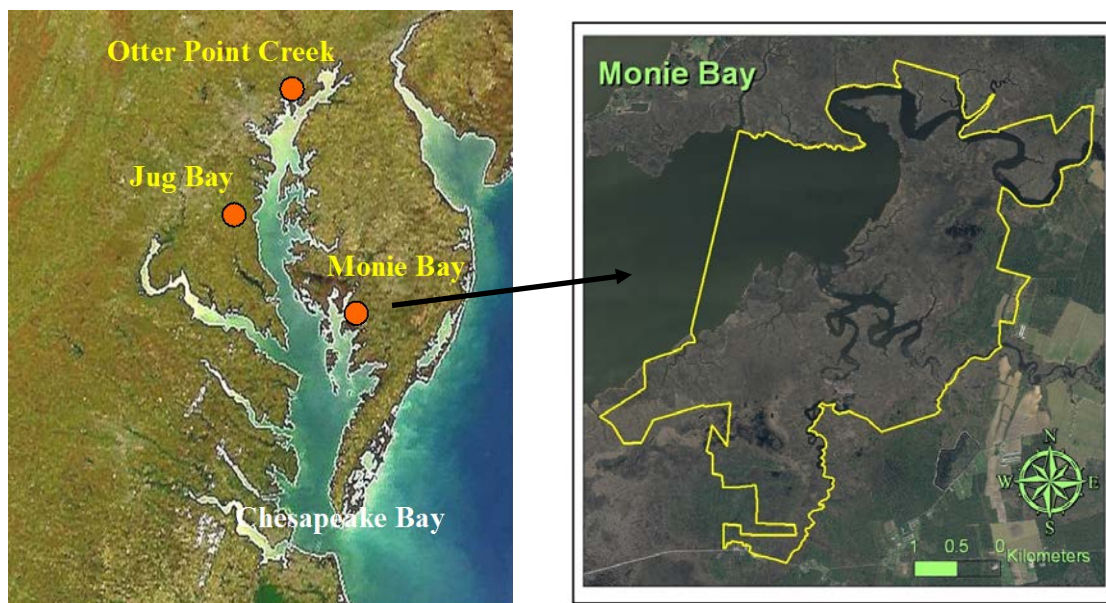 Otter Point Creek
Jug Bay
Monie Bay
Chesapeake Bay
Monie Bay
N
W E
S
1 0.5 0
Kilometers